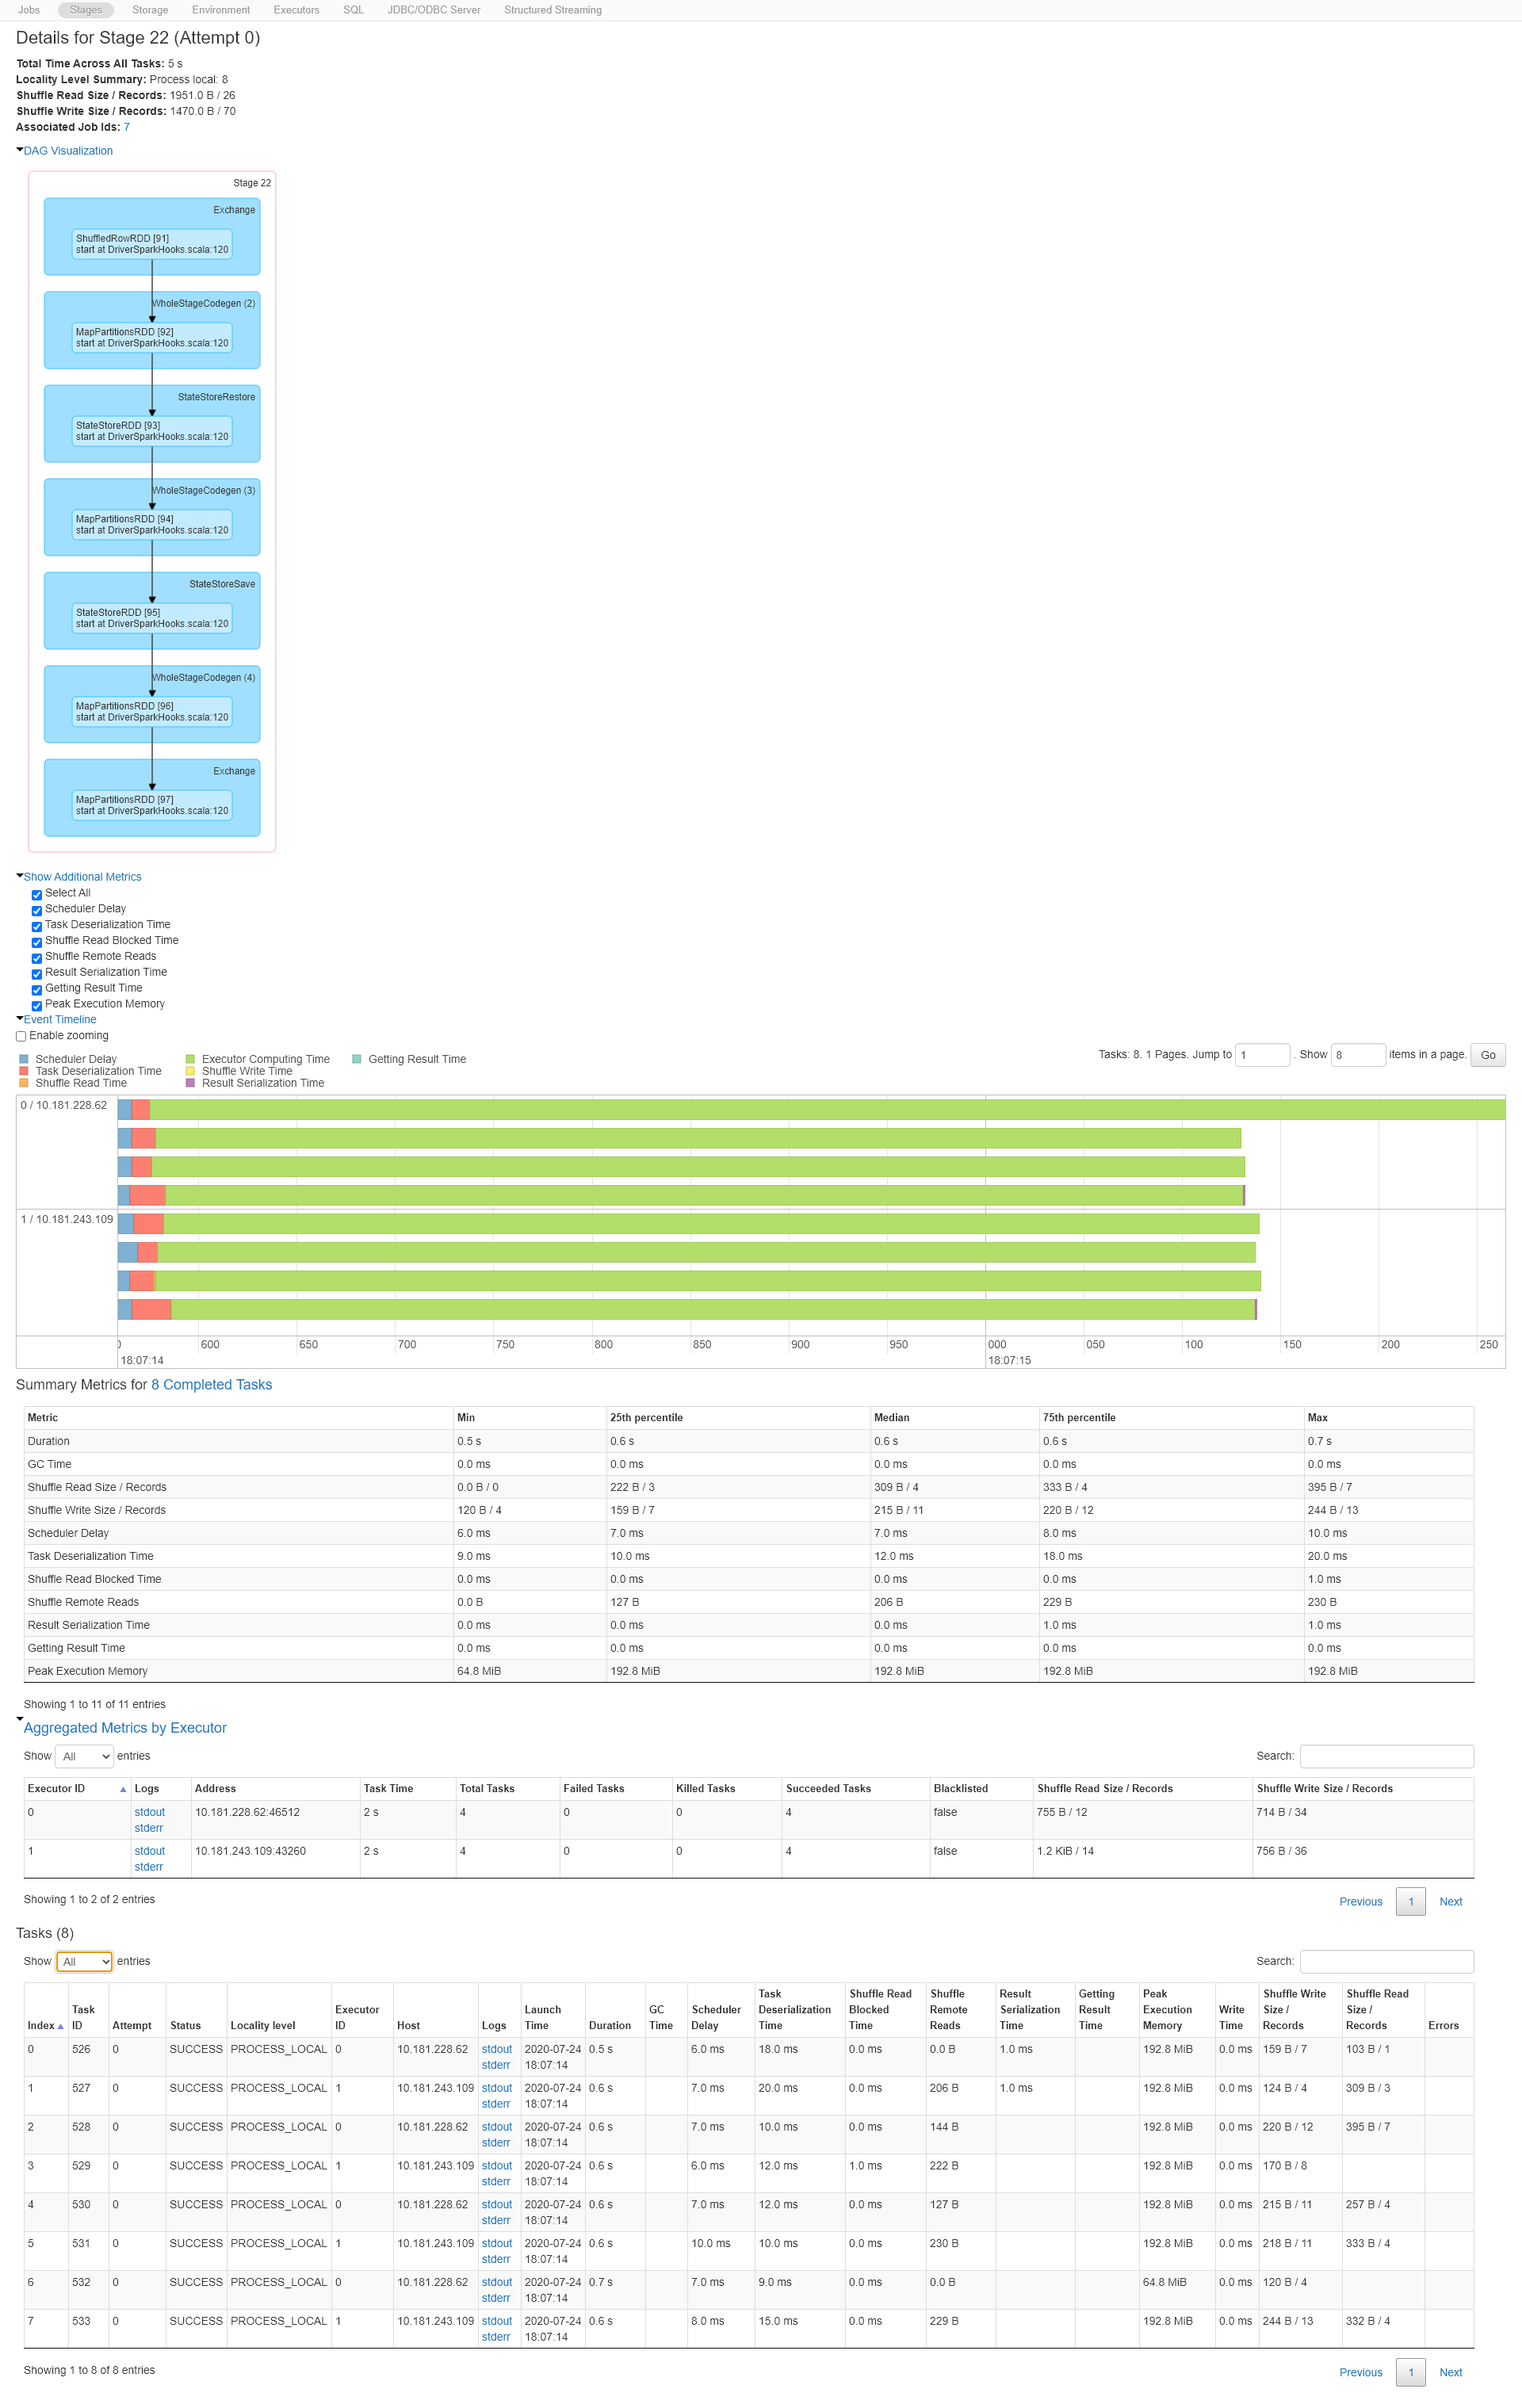 Jobs Stages Storage Environment Executors SQL JDBC/ODBC Server Structured Streaming
Details for Stage 22 (Attempt 0)
Total Time Across All Tasks: 5 s
Locality Level Summary: Process local: 8
Shuffle Read Size / Records: 1951.0 B / 26
Shuffle Write Size / Records: 1470.0 B / 70
Associated Job Ids: 7
DAG Visualization
Stage 22
Exchange
ShuffledRowRDD [91]
start at DriverSparkHooks.scala:120
WholeStageCodegen (2)
MapPartitionsRDD [92]
start at DriverSparkHooks.scala:120
StateStoreRestore
StateStoreRDD [93]
start at DriverSparkHooks.scala:120
WholeStageCodegen (3)
MapPartitionsRDD [94]
start at DriverSparkHooks.scala:120
StateStoreSave
StateStoreRDD [95]
start at DriverSparkHooks.scala:120
WholeStageCodegen (4)
MapPartitionsRDD [96]
start at DriverSparkHooks.scala:120
Exchange
MapPartitionsRDD [97]
start at DriverSparkHooks.scala:120
Show Additional Metrics
Select All
Scheduler Delay
Task Deserialization Time
Shuffle Read Blocked Time
Shuffle Remote Reads
Result Serialization Time
Getting Result Time
Peak Execution Memory
Event Timeline
Enable zooming
Scheduler Delay Executor Computing Time Getting Result Time
Task Deserialization Time Shuffle Write Time
Shuffle Read Time Result Serialization Time
Tasks: 8. 1 Pages. Jump to 1 . Show 8 items in a page. Go
0 / 10.181.228.62
1 / 10.181.243.109
600 650 700 750 800 850 900 950 000 050 100 150 200 250
18:07:14 18:07:15
Summary Metrics for 8 Completed Tasks
Metric Min 25th percentile Median 75th percentile Max
Duration 0.5 s 0.6 s 0.6 s 0.6 s 0.7 s
GC Time 0.0 ms 0.0 ms 0.0 ms 0.0 ms 0.0 ms
Shuffle Read Size / Records 0.0 B / 0 222 B / 3 309 B / 4 333 B / 4 395 B / 7
Shuffle Write Size / Records 120 B / 4 159 B / 7 215 B / 11 220 B / 12 244 B / 13
Scheduler Delay 6.0 ms 7.0 ms 7.0 ms 8.0 ms 10.0 ms
Task Deserialization Time 9.0 ms 10.0 ms 12.0 ms 18.0 ms 20.0 ms
Shuffle Read Blocked Time 0.0 ms 0.0 ms 0.0 ms 0.0 ms 1.0 ms
Shuffle Remote Reads 0.0 B 127 B 206 B 229 B 230 B
Result Serialization Time 0.0 ms 0.0 ms 0.0 ms 1.0 ms 1.0 ms
Getting Result Time 0.0 ms 0.0 ms 0.0 ms 0.0 ms 0.0 ms
Peak Execution Memory 64.8 MiB 192.8 MiB 192.8 MiB 192.8 MiB 192.8 MiB
Showing 1 to 11 of 11 entries
Aggregated Metrics by Executor
Show All entries Search:
Executor ID Logs Address Task Time Total Tasks Failed Tasks Killed Tasks Succeeded Tasks Blacklisted Shuffle Read Size / Records Shuffle Write Size / Records
0 stdout 10.181.228.62:46512 2 s 4 0 0 4 false 755 B / 12 714 B / 34
stderr
1 stdout 10.181.243.109:43260 2 s 4 0 0 4 false 1.2 KiB / 14 756 B / 36
stderr
Showing 1 to 2 of 2 entries Previous 1 Next
Tasks (8)
Show All entries Search:
Task Shuffle Read Shuffle Result Getting Peak Shuffle Write Shuffle Read
Task Executor Launch GC Scheduler Deserialization Blocked Remote Serialization Result Execution Write Size / Size /
Index ID Attempt Status Locality level ID Host Logs Time Duration Time Delay Time Time Reads Time Time Memory Time Records Records Errors
0 526 0 SUCCESS PROCESS_LOCAL 0 10.181.228.62 stdout 2020-07-24 0.5 s 6.0 ms 18.0 ms 0.0 ms 0.0 B 1.0 ms 192.8 MiB 0.0 ms 159 B / 7 103 B / 1
stderr 18:07:14
1 527 0 SUCCESS PROCESS_LOCAL 1 10.181.243.109 stdout 2020-07-24 0.6 s 7.0 ms 20.0 ms 0.0 ms 206 B 1.0 ms 192.8 MiB 0.0 ms 124 B / 4 309 B / 3
stderr 18:07:14
2 528 0 SUCCESS PROCESS_LOCAL 0 10.181.228.62 stdout 2020-07-24 0.6 s 7.0 ms 10.0 ms 0.0 ms 144 B 192.8 MiB 0.0 ms 220 B / 12 395 B / 7
stderr 18:07:14
3 529 0 SUCCESS PROCESS_LOCAL 1 10.181.243.109 stdout 2020-07-24 0.6 s 6.0 ms 12.0 ms 1.0 ms 222 B 192.8 MiB 0.0 ms 170 B / 8
stderr 18:07:14
4 530 0 SUCCESS PROCESS_LOCAL 0 10.181.228.62 stdout 2020-07-24 0.6 s 7.0 ms 12.0 ms 0.0 ms 127 B 192.8 MiB 0.0 ms 215 B / 11 257 B / 4
stderr 18:07:14
5 531 0 SUCCESS PROCESS_LOCAL 1 10.181.243.109 stdout 2020-07-24 0.6 s 10.0 ms 10.0 ms 0.0 ms 230 B 192.8 MiB 0.0 ms 218 B / 11 333 B / 4
stderr 18:07:14
6 532 0 SUCCESS PROCESS_LOCAL 0 10.181.228.62 stdout 2020-07-24 0.7 s 7.0 ms 9.0 ms 0.0 ms 0.0 B 64.8 MiB 0.0 ms 120 B / 4
stderr 18:07:14
7 533 0 SUCCESS PROCESS_LOCAL 1 10.181.243.109 stdout 2020-07-24 0.6 s 8.0 ms 15.0 ms 0.0 ms 229 B 192.8 MiB 0.0 ms 244 B / 13 332 B / 4
stderr 18:07:14
Showing 1 to 8 of 8 entries Previous 1 Next